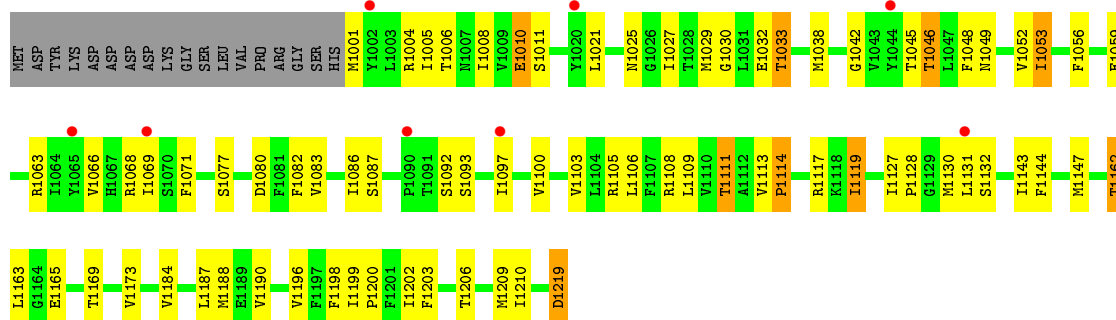 MET ASP TYR LYS ASP ASP ASP ASP LYS GLY SER LEU VAL PRO ARG GLY SER HIS M1001 Y1002 L1003 R1004 I1005 T1006 N1007 I1008 V1009 E1010 S1011 Y1020 L1021 N1025 G1026 I1027 T1028 M1029 G1030 L1031 E1032 T1033 M1038 G1042 V1043 Y1044 T1045 T1046 L1047 F1048 N1049 V1052 I1053 F1056
R1063 I1064 Y1065 V1066 H1067 R1068 I1069 S1070 F1071 S1077 D1080 F1081 F1082 V1083 I1086 S1087 P1090 T1091 S1092 S1093 I1097 V1100 V1103 L1104 R1105 L1106 F1107 R1108 L1109 V1110 T1111 A1112 V1113 P1114 R1117 K1118 I1119 I1127 P1128 G1129 M1130 L1131 S1132 I1143 F1144 M1147 T1162
L1163 G1164 E1165 T1169 V1173 V1184 L1187 M1188 E1189 V1190 V1196 F1197 F1198 I1199 P1200 F1201 I1202 F1203 T1206 M1209 I1210 D1219